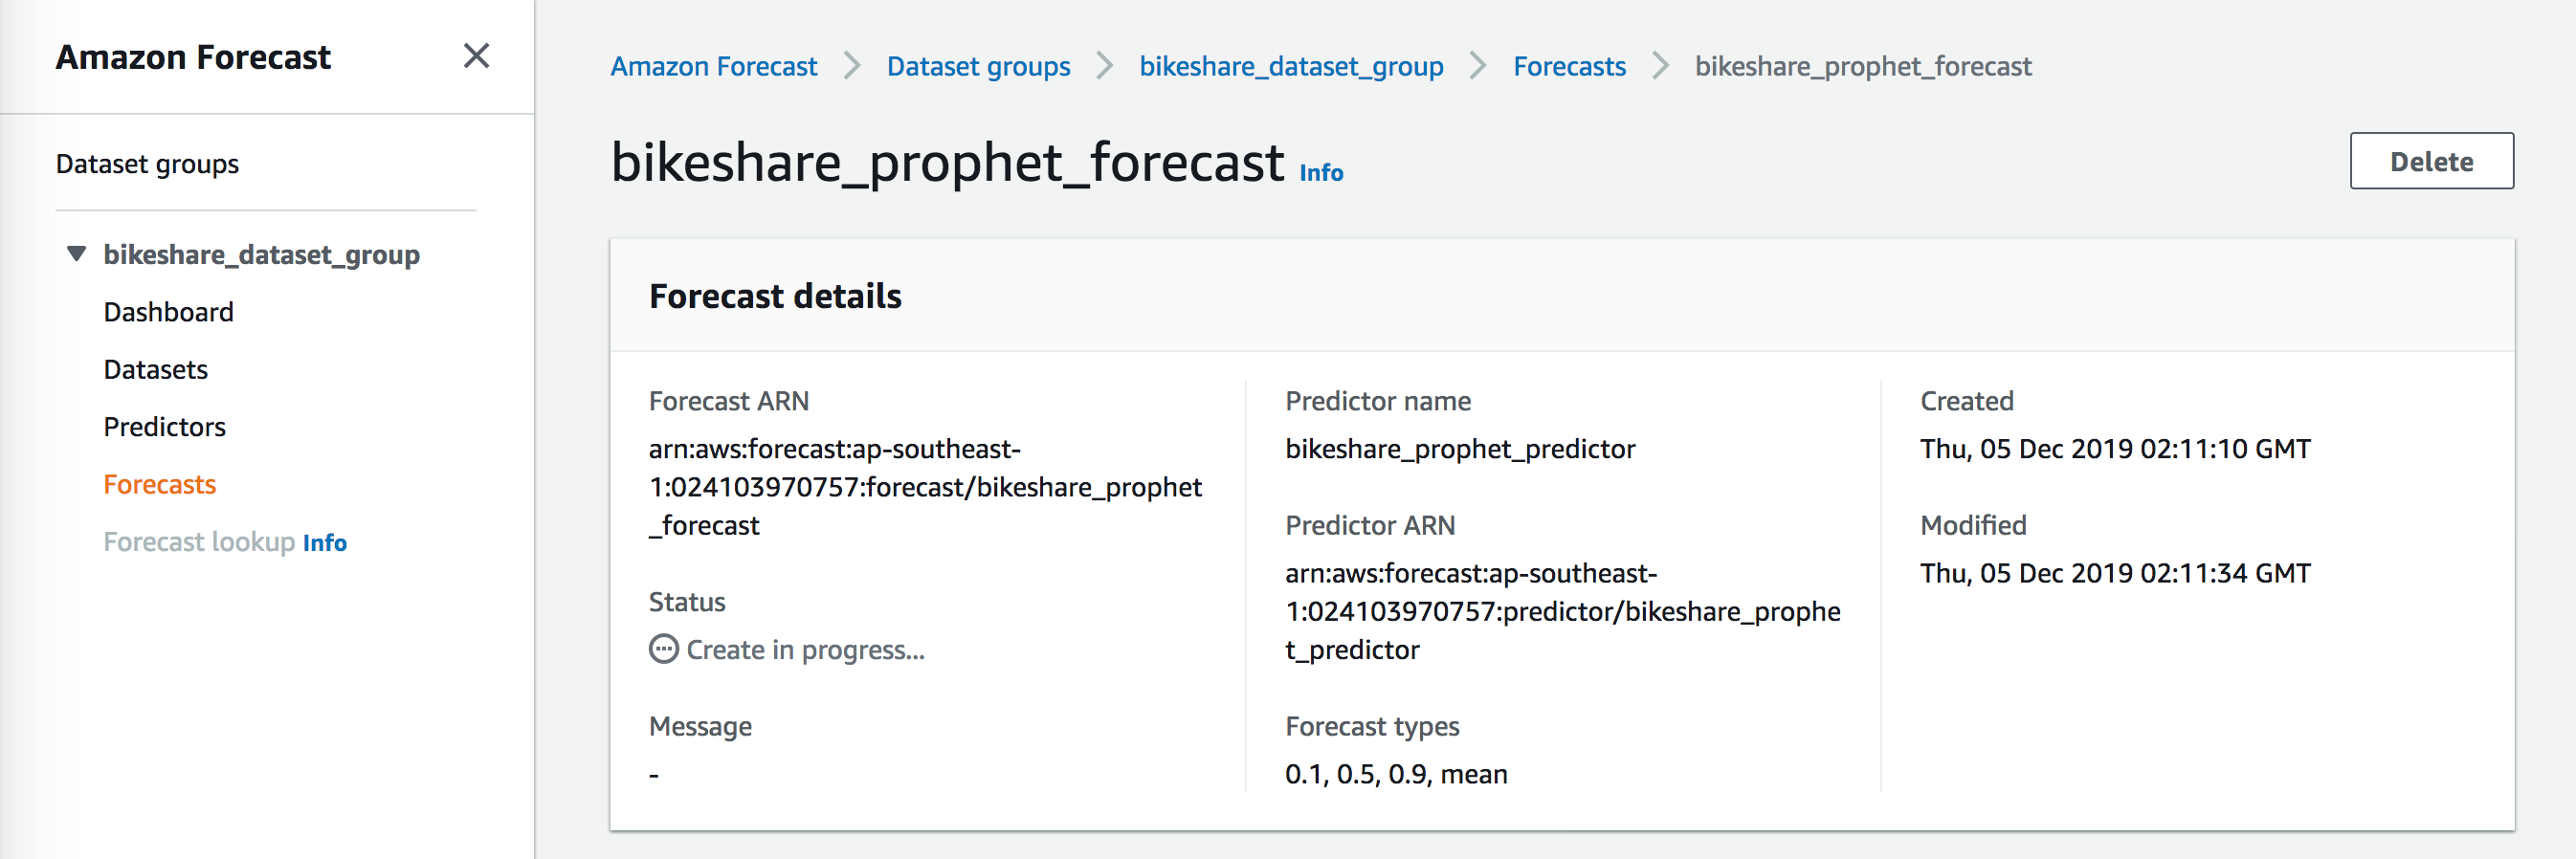 Amazon Forecast
Dataset groups
bikeshare_dataset_group
Dashboard
Datasets
Predictors
Forecasts
Forecast lookup Info
Amazon Forecast > Dataset groups > bikeshare_dataset_group > Forecasts > bikeshare_prophet_forecast
bikeshare_prophet_forecast Info
Delete
Forecast details
Forecast ARN
arn:aws:forecast:ap-southeast-
1:024103970757:forecast/bikeshare_prophet
_forecast
Status
Create in progress...
Message
-
Predictor name
bikeshare_prophet_predictor
Predictor ARN
arn:aws:forecast:ap-southeast-
1:024103970757:predictor/bikeshare_prophe
t_predictor
Forecast types
0.1, 0.5, 0.9, mean
Created
Thu, 05 Dec 2019 02:11:10 GMT
Modified
Thu, 05 Dec 2019 02:11:34 GMT